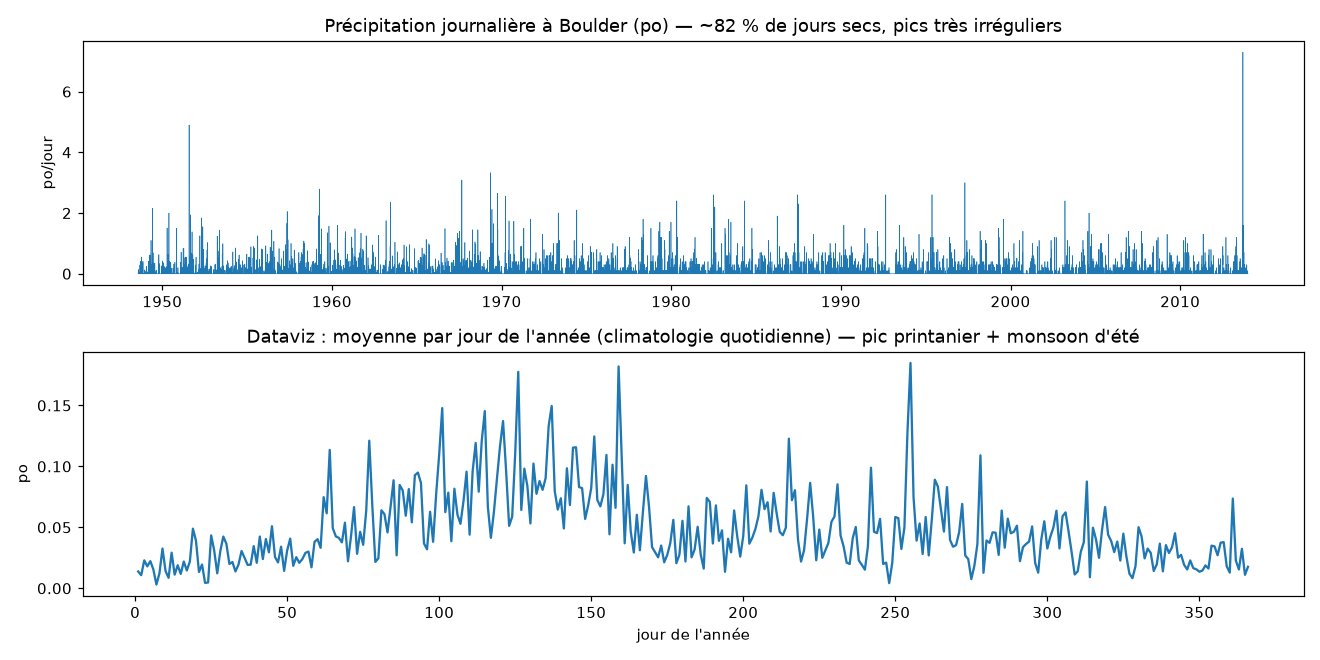 Précipitation journalière à Boulder (po) — ~82 % de jours secs, pics très irréguliers
po/jour
6
4
2
0
1950 1960 1970 1980 1990 2000 2010
Dataviz : moyenne par jour de l'année (climatologie quotidienne) — pic printanier + monsoon d'été
po
0.15
0.10
0.05
0.00
0 50 100 150 200 250 300 350
jour de l'année